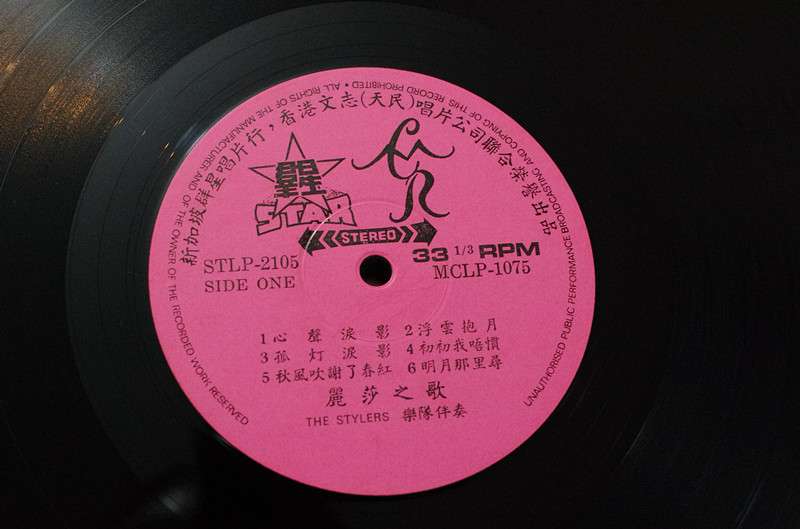 ALL RIGHTS OF THE MANUFACTURER AND OF THE OWNER OF THE RECORDED WORK RESERVED
UNAUTHORISED PUBLIC PERFORMANCE BROADCASTING AND COPYING OF THIS RECORD PROHIBITED •
新加坡群星唱片行，香港文志(天民)唱片公司聯合榮譽出品
星星
STAR
STEREO
33 1/3 RPM
STLP-2105
MCLP-1075
SIDE ONE
1 心聲淚影 2 浮雲抱月
3 孤灯淚影 4 初初我唔慣
5 秋風吹謝了春紅 6 明月那里尋
麗莎之歌
THE STYLERS 樂隊伴奏